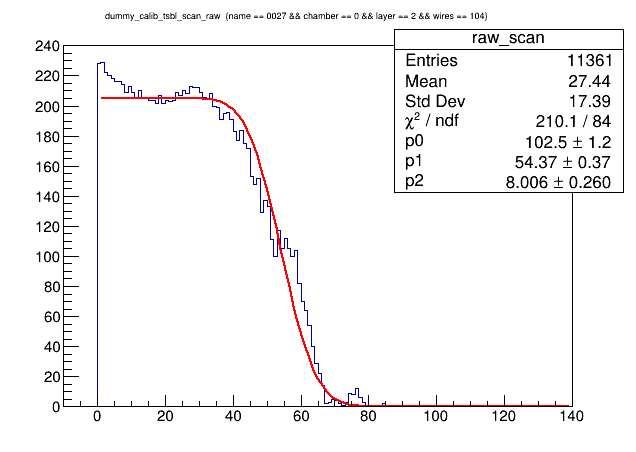 dummy_calib_tsbl_scan_raw {name == 0027 && chamber == 0 && layer == 2 && wires == 104}
raw_scan
Entries 11361
Mean 27.44
Std Dev 17.39
χ² / ndf 210.1 / 84
p0 102.5 ± 1.2
p1 54.37 ± 0.37
p2 8.006 ± 0.260
240
220
200
180
160
140
120
100
80
60
40
20
0
0 20 40 60 80 100 120 140